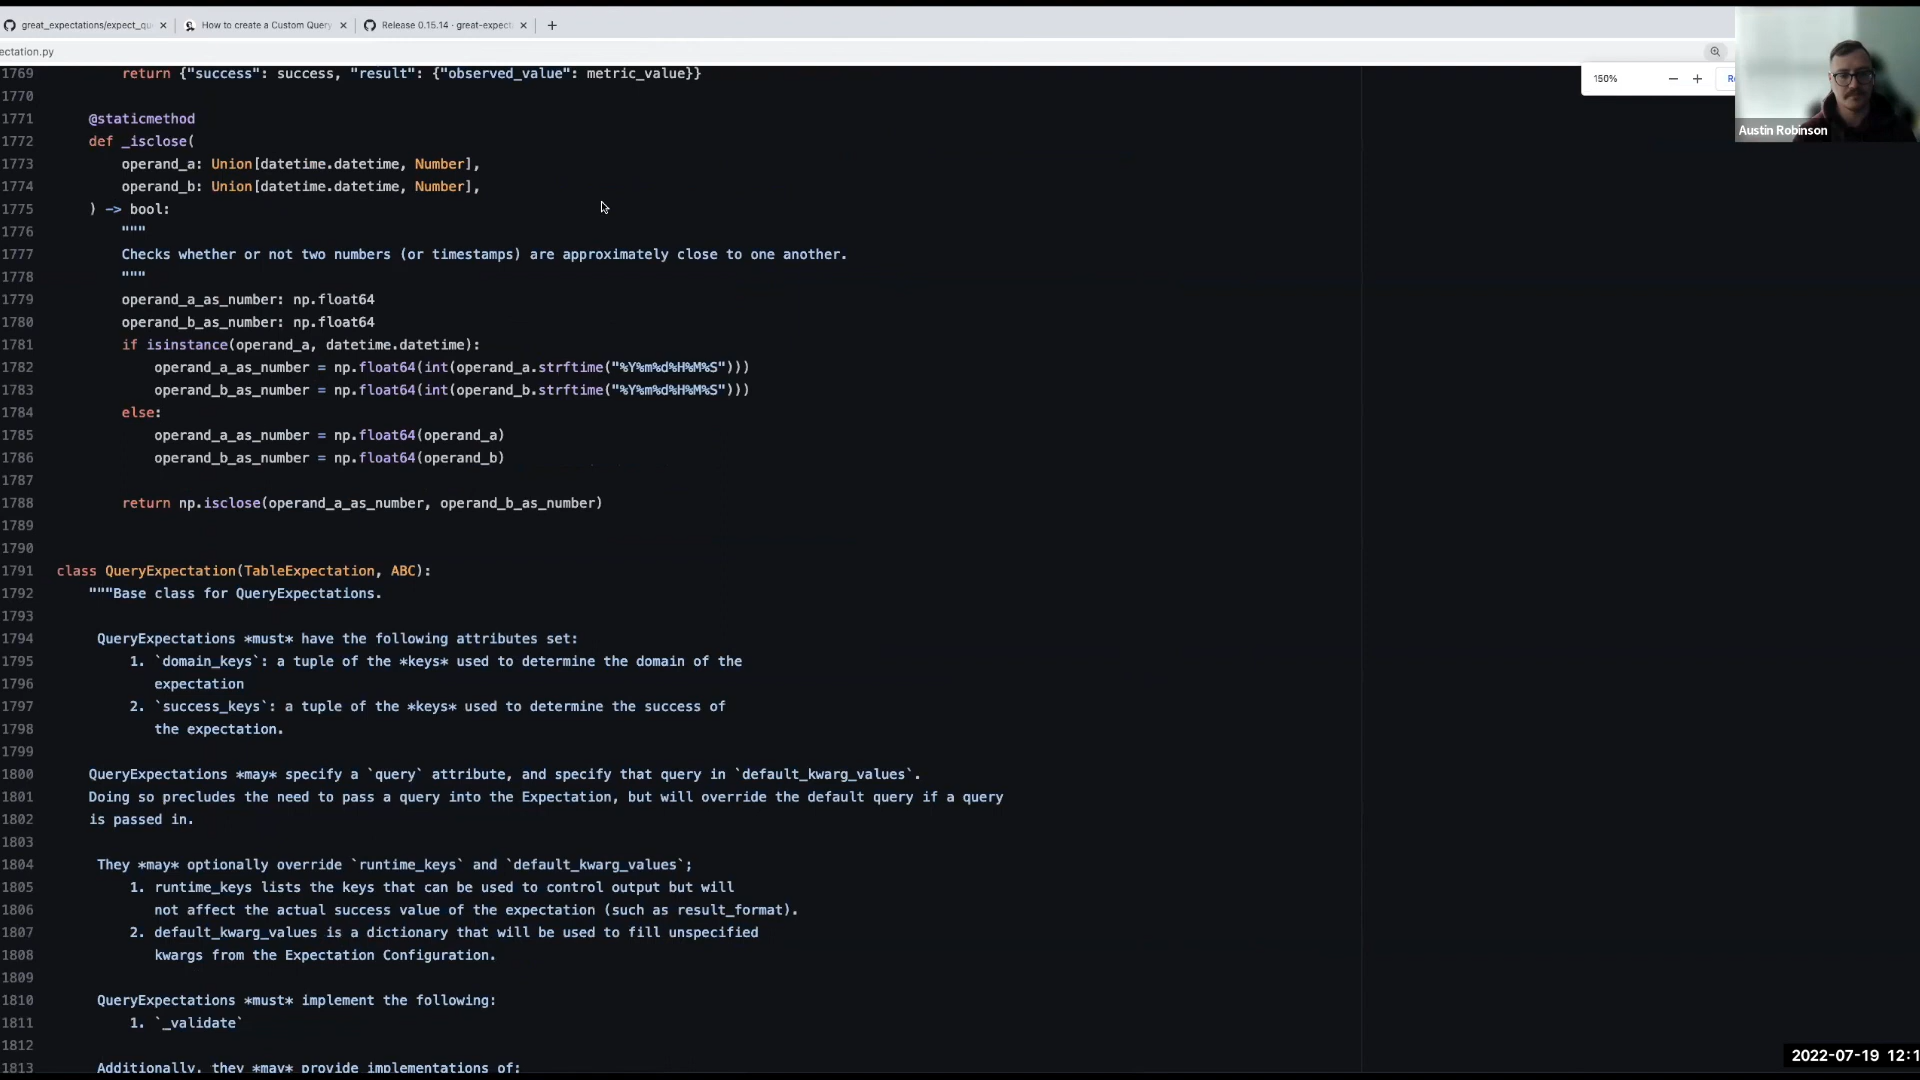 great_expectations/expect_qu
How to create a Custom Query
Release 0.15.14 · great-expect
ectation.py
150%
Austin Robinson
1769 return {"success": success, "result": {"observed_value": metric_value}}
1770
1771 @staticmethod
1772 def _isclose(
1773 operand_a: Union[datetime.datetime, Number],
1774 operand_b: Union[datetime.datetime, Number],
1775 ) -> bool:
1776 """
1777 Checks whether or not two numbers (or timestamps) are approximately close to one another.
1778 """
1779 operand_a_as_number: np.float64
1780 operand_b_as_number: np.float64
1781 if isinstance(operand_a, datetime.datetime):
1782 operand_a_as_number = np.float64(int(operand_a.strftime("%Y%m%d%H%M%S")))
1783 operand_b_as_number = np.float64(int(operand_b.strftime("%Y%m%d%H%M%S")))
1784 else:
1785 operand_a_as_number = np.float64(operand_a)
1786 operand_b_as_number = np.float64(operand_b)
1787
1788 return np.isclose(operand_a_as_number, operand_b_as_number)
1789
1790
1791 class QueryExpectation(TableExpectation, ABC):
1792 """Base class for QueryExpectations.
1793
1794 QueryExpectations *must* have the following attributes set:
1795 1. `domain_keys`: a tuple of the *keys* used to determine the domain of the
1796 expectation
1797 2. `success_keys`: a tuple of the *keys* used to determine the success of
1798 the expectation.
1799
1800 QueryExpectations *may* specify a `query` attribute, and specify that query in `default_kwarg_values`.
1801 Doing so precludes the need to pass a query into the Expectation, but will override the default query if a query
1802 is passed in.
1803
1804 They *may* optionally override `runtime_keys` and `default_kwarg_values`;
1805 1. runtime_keys lists the keys that can be used to control output but will
1806 not affect the actual success value of the expectation (such as result_format).
1807 2. default_kwarg_values is a dictionary that will be used to fill unspecified
1808 kwargs from the Expectation Configuration.
1809
1810 QueryExpectations *must* implement the following:
1811 1. `_validate`
1812
1813 Additionally, they *may* provide implementations of:
2022-07-19 12:1